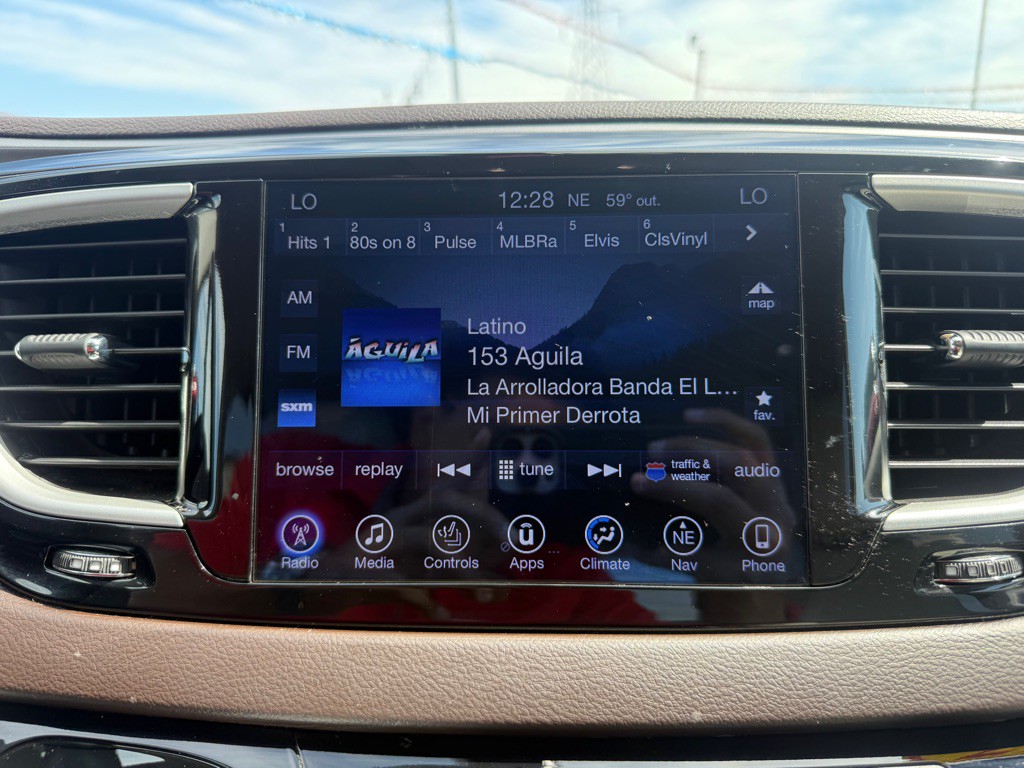 LO 12:28 NE 59° out. LO
1 Hits 1 2 80s on 8 3 Pulse 4 MLBRa 5 Elvis 6 ClsVinyl
AM
map
ÁGUILA
Latino
153 Aguila
FM
La Arrolladora Banda El L...
sxm
fav.
Mi Primer Derrota
browse replay tune traffic & weather audio
NE
Radio Media Controls Apps Climate Nav Phone